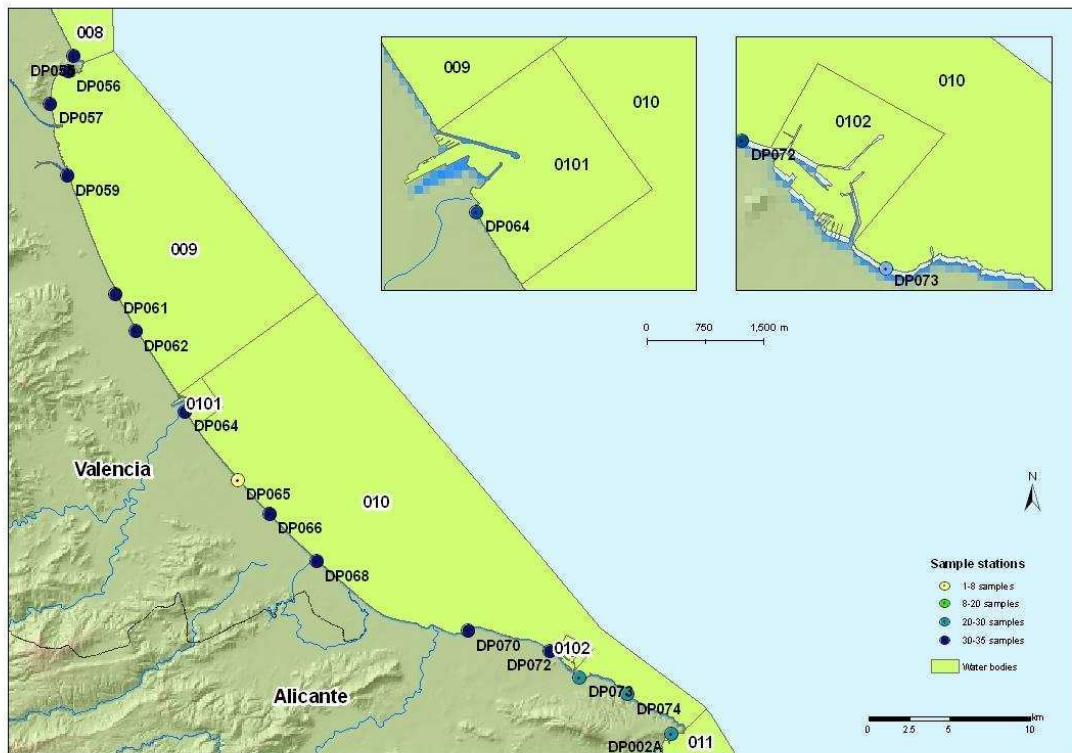 008
DP055
DP056
DP057
DP059
009
DP061
DP062
0101
DP064
Valencia
DP065
010
DP066
DP068
DP070
0102
DP072
DP073
Alicante
DP074
DP002A
011
009
010
0101
DP064
010
0102
DP072
DP073
0 750 1,500 m
N
Sample stations
1-8 samples
8-20 samples
20-30 samples
30-35 samples
Water bodies
km
0 2.5 5 10